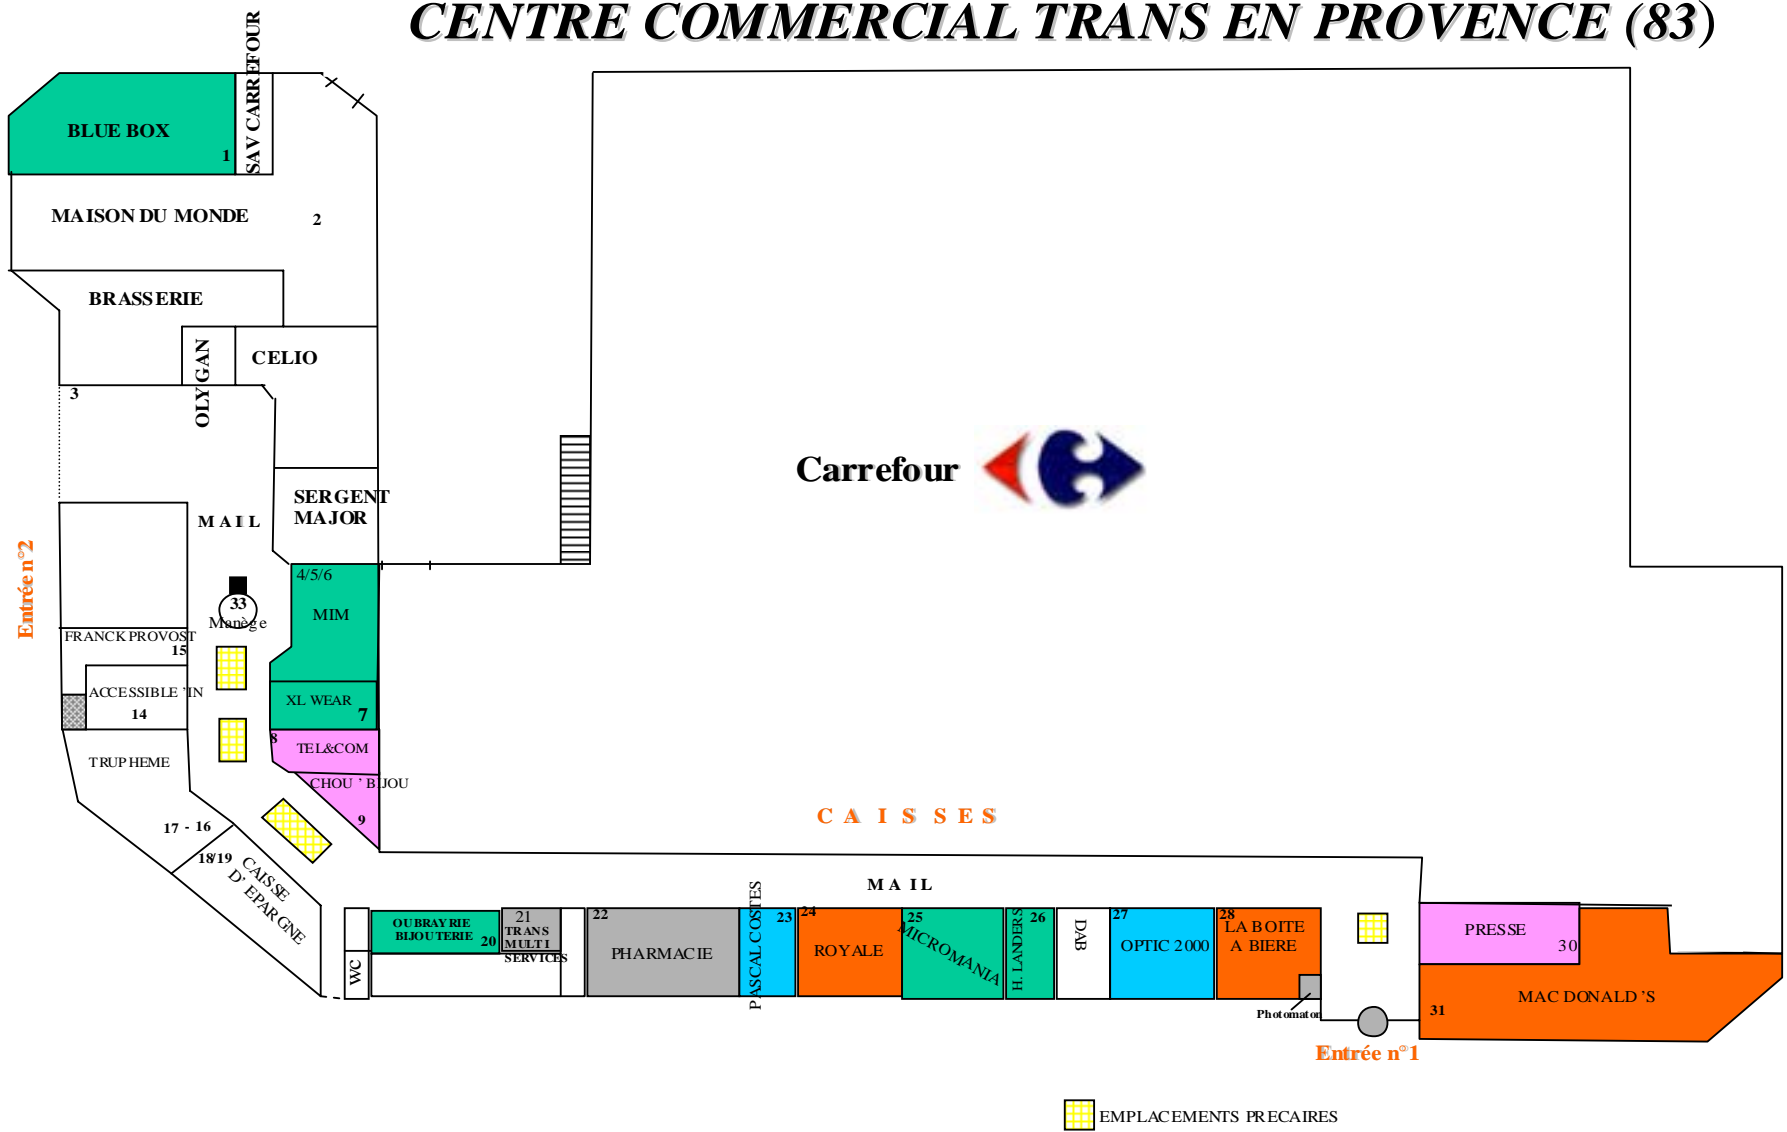 CENTRE COMMERCIAL TRANS EN PROVENCE (83)
SAV CARREFOUR
BLUE BOX
1
MAISON DU MONDE
2
BRASSERIE
OLYGAN
CELIO
3
Carrefour
SERGENT
MAJOR
MAIL
Entrée n°2
4/5/6
MIM
33
Manège
FRANCK PROVOST
15
ACCESSIBLE 'IN
14
XL WEAR
7
8
TEL&COM
TRUPHEME
CHOU ' BIJOU
9
17 - 16
18/19
CAISSE
D' EPARGNE
CAISSES
MAIL
WC
OUBRAYRIE
BIJOUTERIE
20
21
TRANS
MULTI
SERVICES
22
PHARMACIE
23
PASCAL COSTES
24
ROYALE
25
MICROMANIA
26
H. LANDERS
DAB
27
OPTIC 2000
28
LA BOITE
A BIERE
Photomaton
PRESSE
30
MAC DONALD 'S
31
Entrée n°1
EMPLACEMENTS PRECAIRES